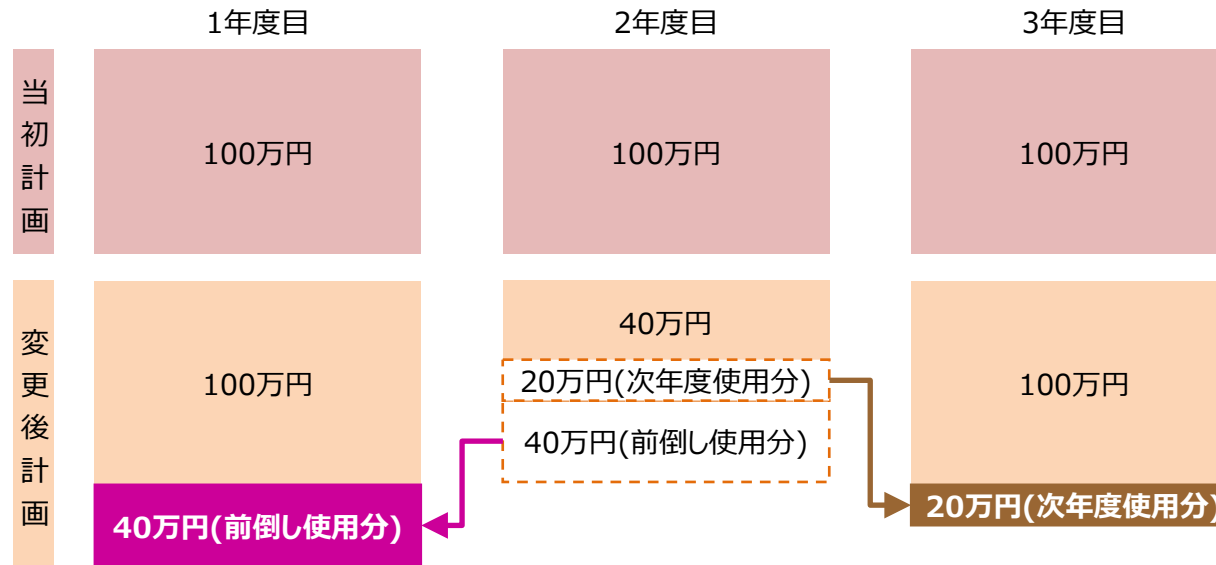 1年度目
2年度目
3年度目
当初計画
100万円
100万円
100万円
変更後計画
100万円
40万円(前倒し使用分)
40万円
20万円(次年度使用分)
40万円(前倒し使用分)
100万円
20万円(次年度使用分)